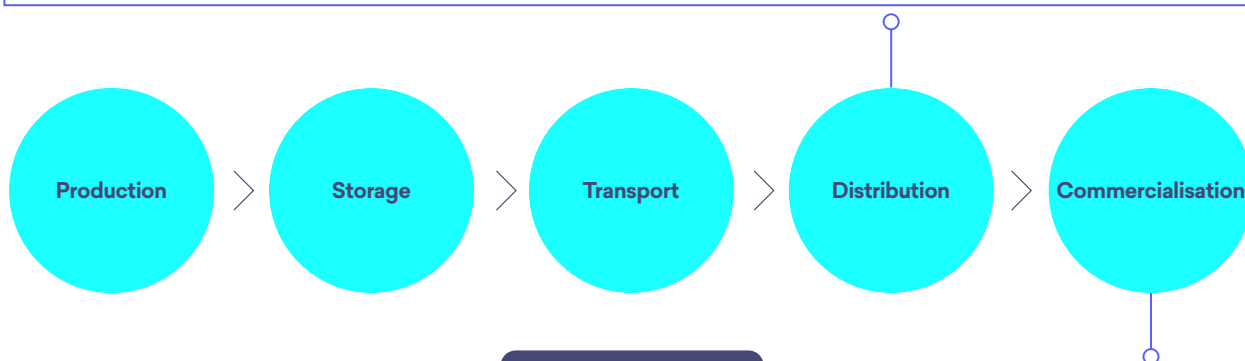 Production
Storage
Transport
Distribution
Commercialisation